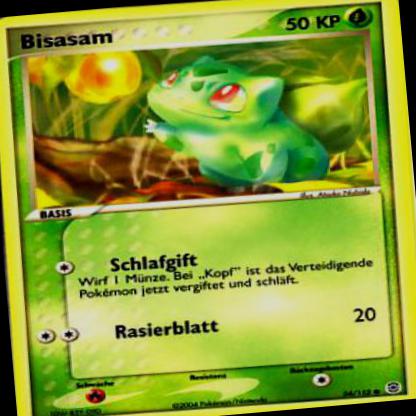 Bisasam 50 KP
BASIS
Schlafgift
Wirf 1 Münze. Bei „Kopf" ist das Verteidigende
Pokémon jetzt vergiftet und schläft.
Rasierblatt 20
Schwäche Resistenz Rückzugskosten
©2004 Pokémon/Nintendo